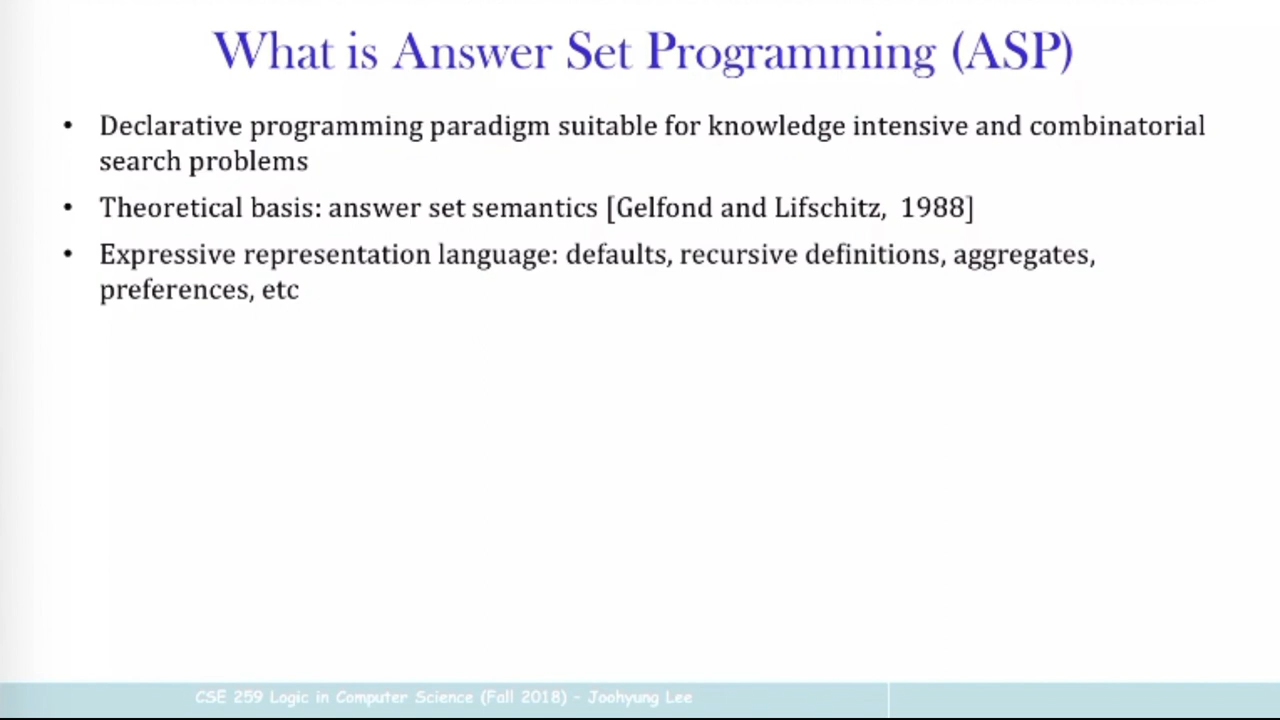 What is Answer Set Programming (ASP)
• Declarative programming paradigm suitable for knowledge intensive and combinatorial
search problems
• Theoretical basis: answer set semantics [Gelfond and Lifschitz, 1988]
• Expressive representation language: defaults, recursive definitions, aggregates,
preferences, etc
CSE 259 Logic in Computer Science (Fall 2018) - Joohyung Lee